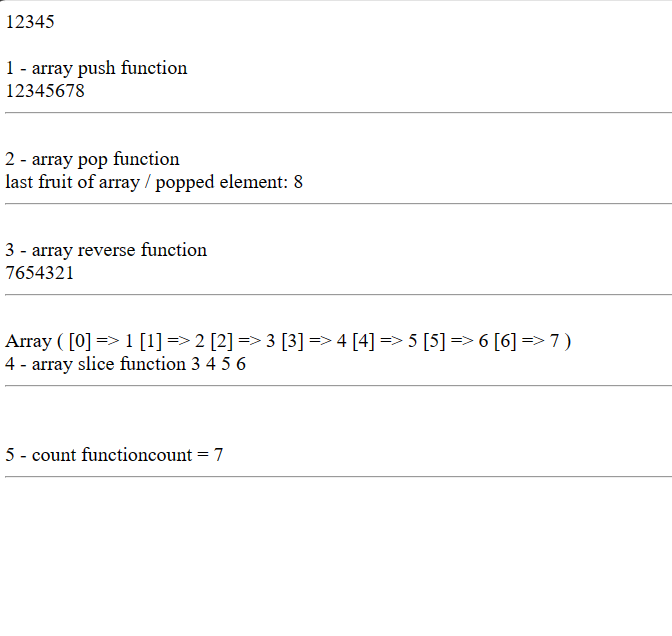 12345
1 - array push function
12345678
2 - array pop function
last fruit of array / popped element: 8
3 - array reverse function
7654321
Array ( [0] => 1 [1] => 2 [2] => 3 [3] => 4 [4] => 5 [5] => 6 [6] => 7 )
4 - array slice function 3 4 5 6
5 - count functioncount = 7